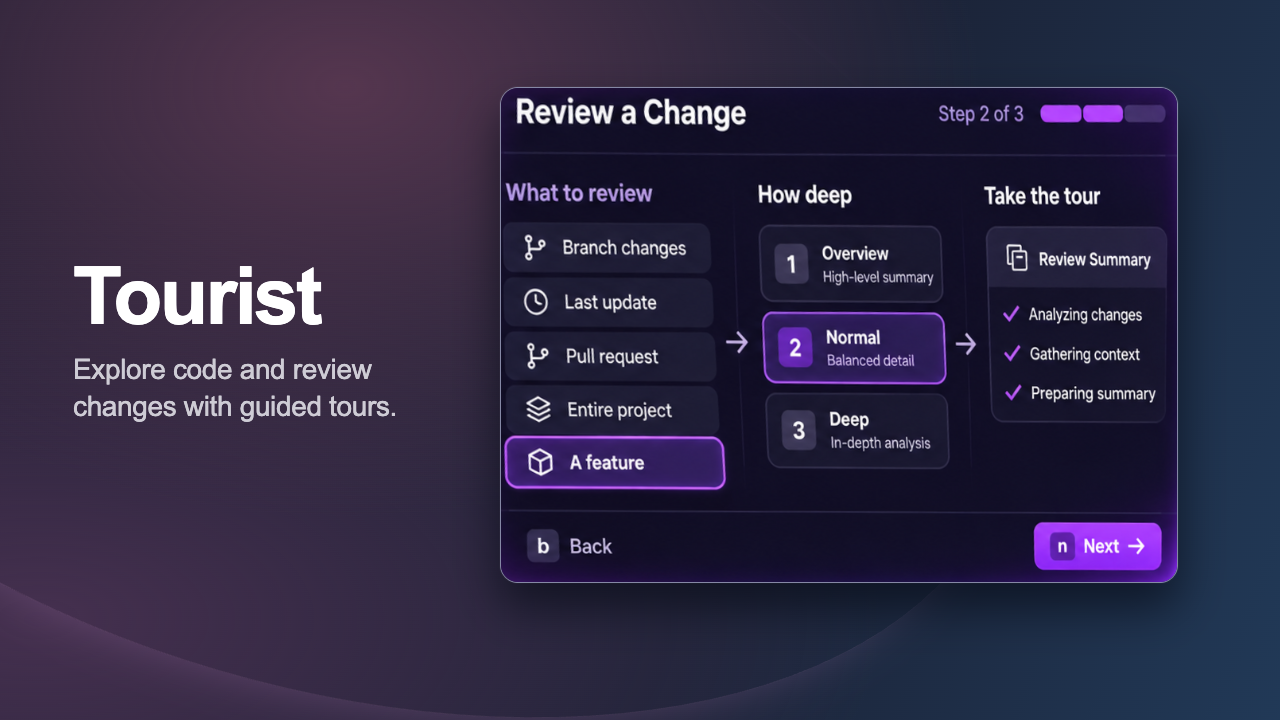 Tourist
Explore code and review
changes with guided tours.
Review a Change
Step 2 of 3
What to review
Branch changes
Last update
Pull request
Entire project
A feature
How deep
1
Overview
High-level summary
2
Normal
Balanced detail
3
Deep
In-depth analysis
Take the tour
Review Summary
Analyzing changes
Gathering context
Preparing summary
b Back
n Next →